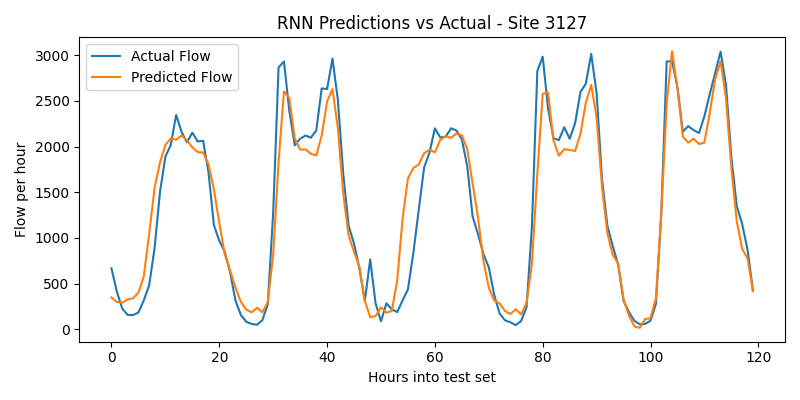 RNN Predictions vs Actual - Site 3127
Actual Flow
Predicted Flow
Flow per hour
3000
2500
2000
1500
1000
500
0
0 20 40 60 80 100 120
Hours into test set